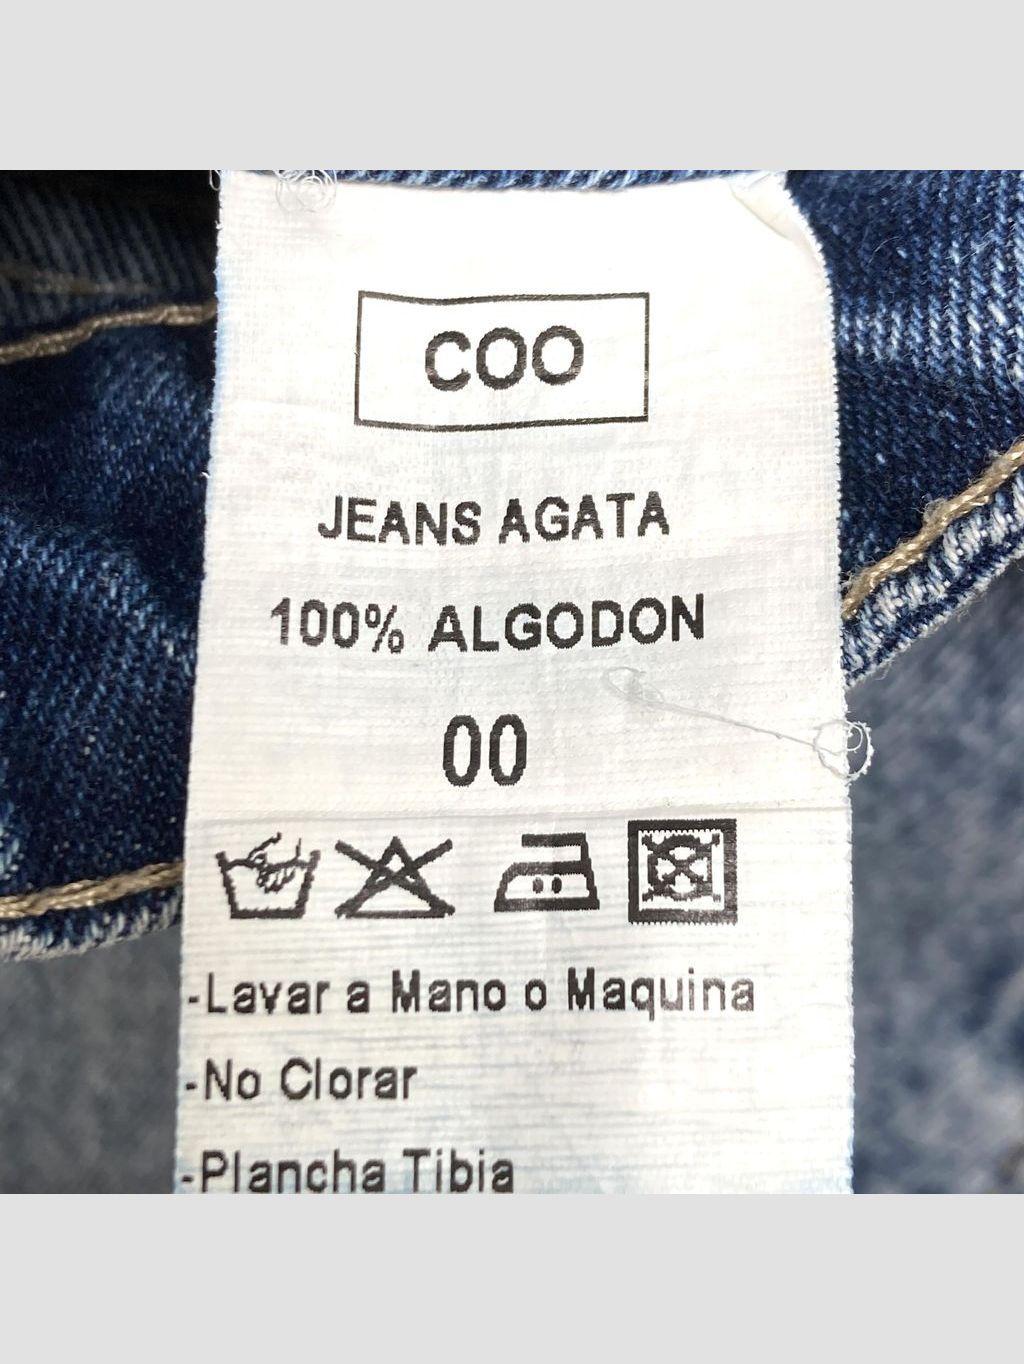 COO
JEANS AGATA
100% ALGODON
00
-Lavar a Mano o Maquina
-No Clorar
-Plancha Tibia